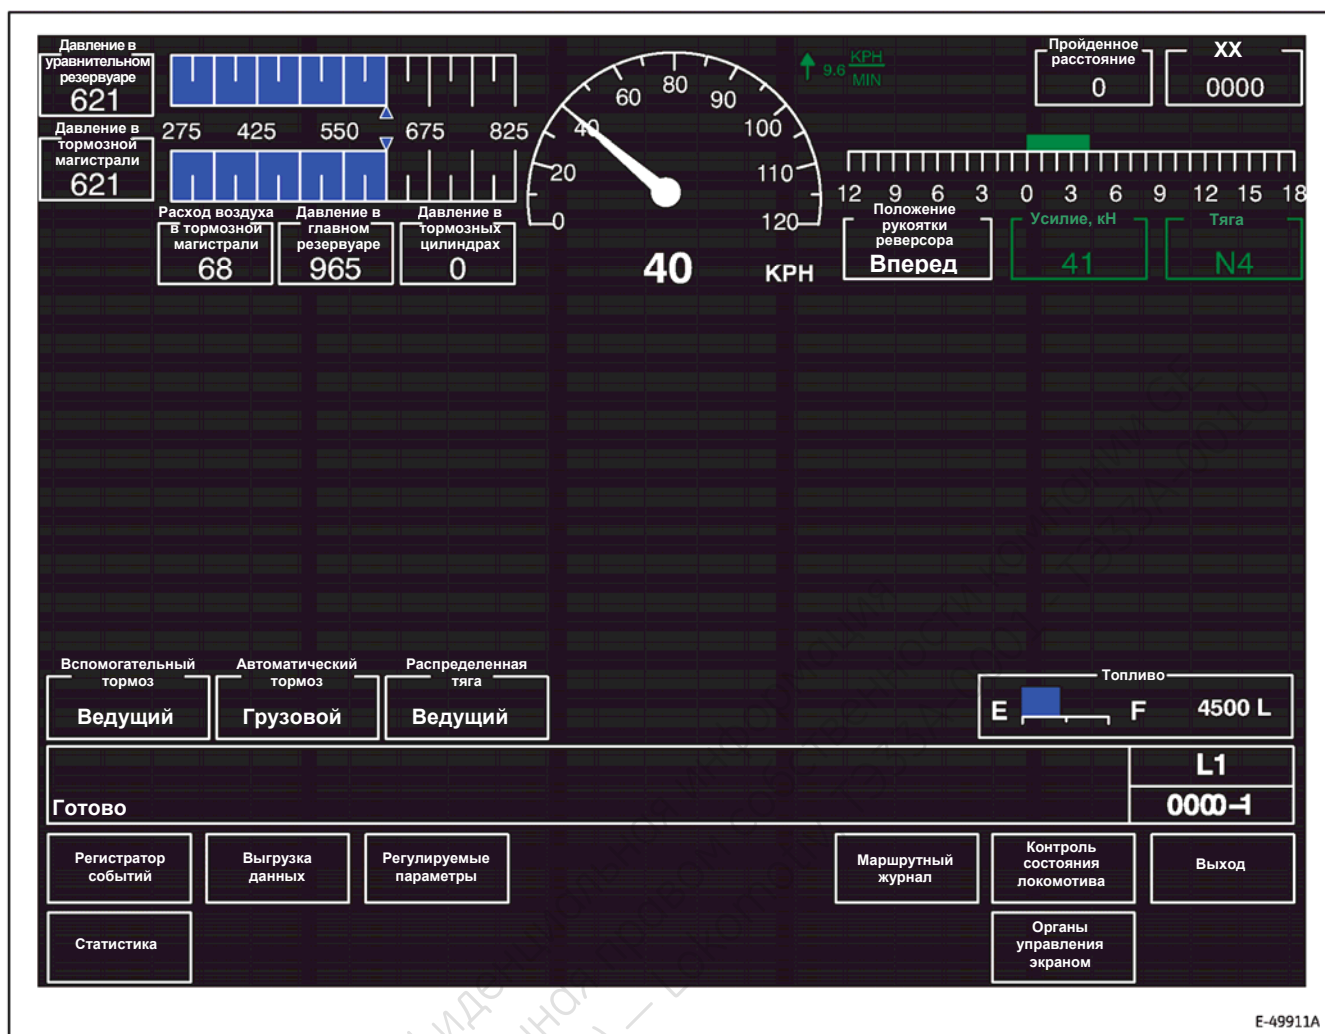 Давление в
уравнительном
резервуаре
621
275 425 550 675 825
Давление в
тормозной
магистрали
621
Расход воздуха
в тормозной
магистрали
68
Давление в
главном
резервуаре
965
Давление в
тормозных
цилиндрах
0
0 20 40 60 80 90 100 110 120
40 KPH
9.6 KPH
MIN
Пройденное
расстояние
0
XX
0000
12 9 6 3 0 3 6 9 12 15 18
Положение
рукоятки
реверсора
Вперед
Усилие, кН
41
Тяга
N4
Вспомогательный
тормоз
Ведущий
Автоматический
тормоз
Грузовой
Распределенная
тяга
Ведущий
Топливо
E F 4500 L
Готово
L1
0000-1
Регистратор
событий
Выгрузка
данных
Регулируемые
параметры
Маршрутный
журнал
Контроль
состояния
локомотива
Выход
Статистика
Органы
управления
экраном
E-49911A